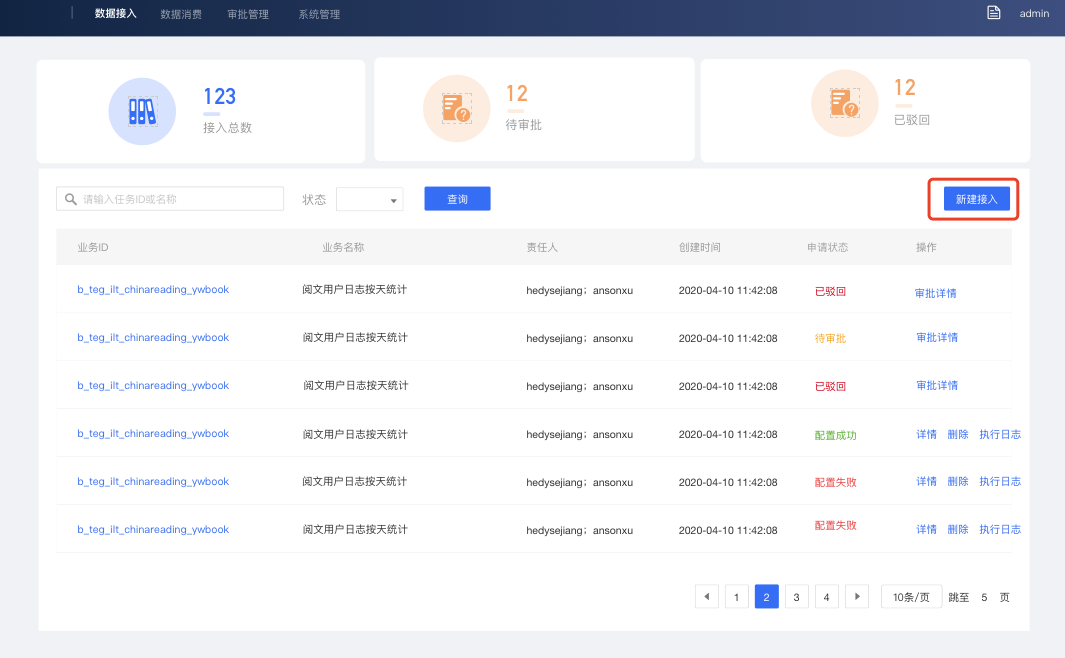 数据接入 数据消费 审批管理 系统管理 admin
123
接入总数
12
待审批
12
已驳回
请输入任务ID或名称 状态 查询 新建接入
业务ID 业务名称 责任人 创建时间 申请状态 操作
b_teg_ilt_chinareading_ywbook 阅文用户日志按天统计 hedysejiang；ansonxu 2020-04-10 11:42:08 已驳回 审批详情
b_teg_ilt_chinareading_ywbook 阅文用户日志按天统计 hedysejiang；ansonxu 2020-04-10 11:42:08 待审批 审批详情
b_teg_ilt_chinareading_ywbook 阅文用户日志按天统计 hedysejiang；ansonxu 2020-04-10 11:42:08 已驳回 审批详情
b_teg_ilt_chinareading_ywbook 阅文用户日志按天统计 hedysejiang；ansonxu 2020-04-10 11:42:08 配置成功 详情 删除 执行日志
b_teg_ilt_chinareading_ywbook 阅文用户日志按天统计 hedysejiang；ansonxu 2020-04-10 11:42:08 配置失败 详情 删除 执行日志
b_teg_ilt_chinareading_ywbook 阅文用户日志按天统计 hedysejiang；ansonxu 2020-04-10 11:42:08 配置失败 详情 删除 执行日志
1 2 3 4 10条/页 跳至 5 页